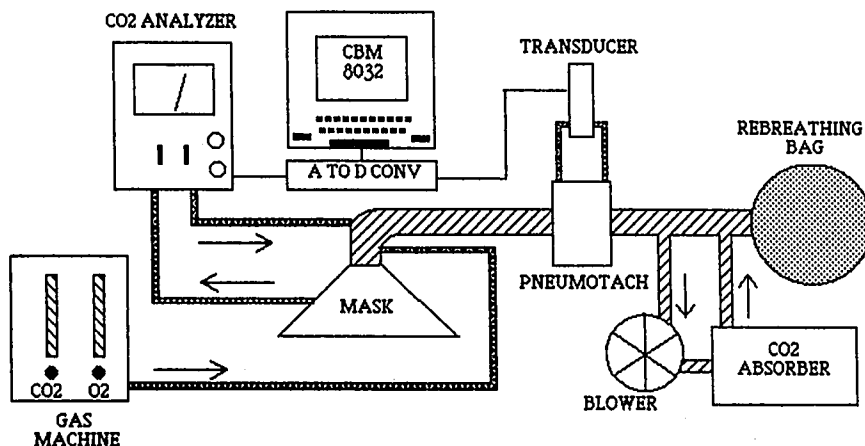 CO2 ANALYZER
CBM
8032
TRANSDUCER
REBREATHING
BAG
A TO D CONV
PNEUMOTACH
MASK
CO2
ABSORBER
BLOWER
CO2 O2
GAS
MACHINE